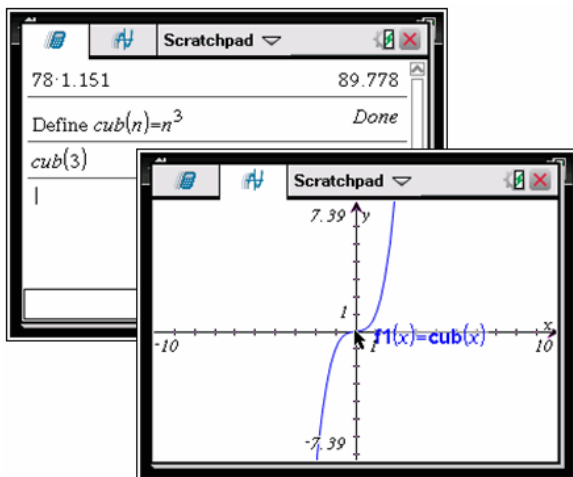 Scratchpad
78·1.151 89.778
Define cub(n)=n³ Done
cub(3)
Scratchpad
7.39 y
1
x
-10 1 f1(x)=cub(x) 10
-7.39